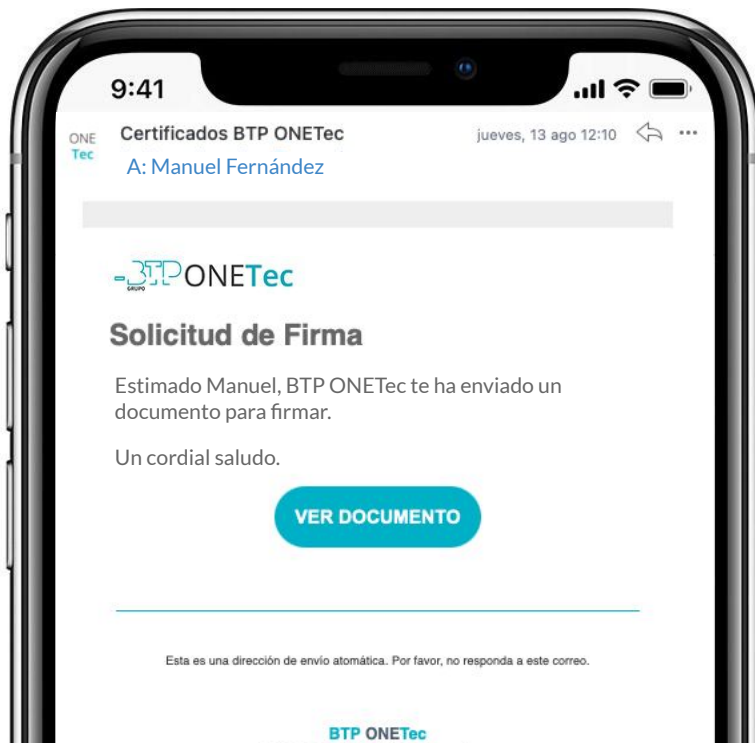 9:41
ONE
Tec
Certificados BTP ONETec
jueves, 13 ago 12:10
A: Manuel Fernández
BTP ONETec
GRUPO
Solicitud de Firma
Estimado Manuel, BTP ONETec te ha enviado un
documento para firmar.
Un cordial saludo.
VER DOCUMENTO
Esta es una dirección de envío atomática. Por favor, no responda a este correo.
BTP ONETec